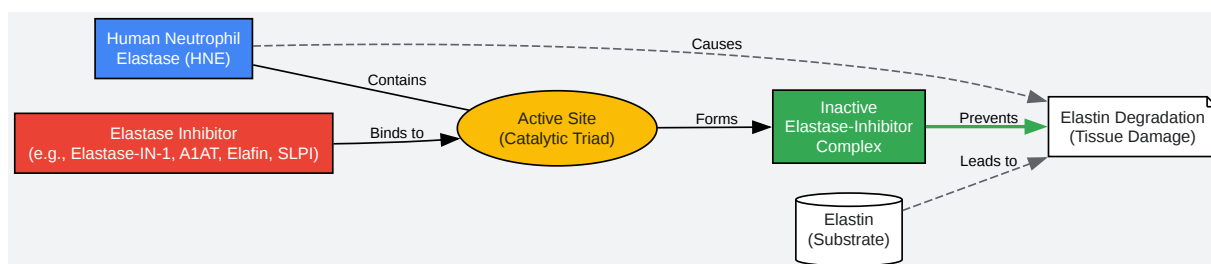 Human Neutrophil
Elastase (HNE)
Causes
Contains
Elastase Inhibitor
(e.g., Elastase-IN-1, A1AT, Elafin, SLPI)
Binds to
Active Site
(Catalytic Triad)
Forms
Inactive
Elastase-Inhibitor
Complex
Prevents
Elastin Degradation
(Tissue Damage)
Leads to
Elastin
(Substrate)